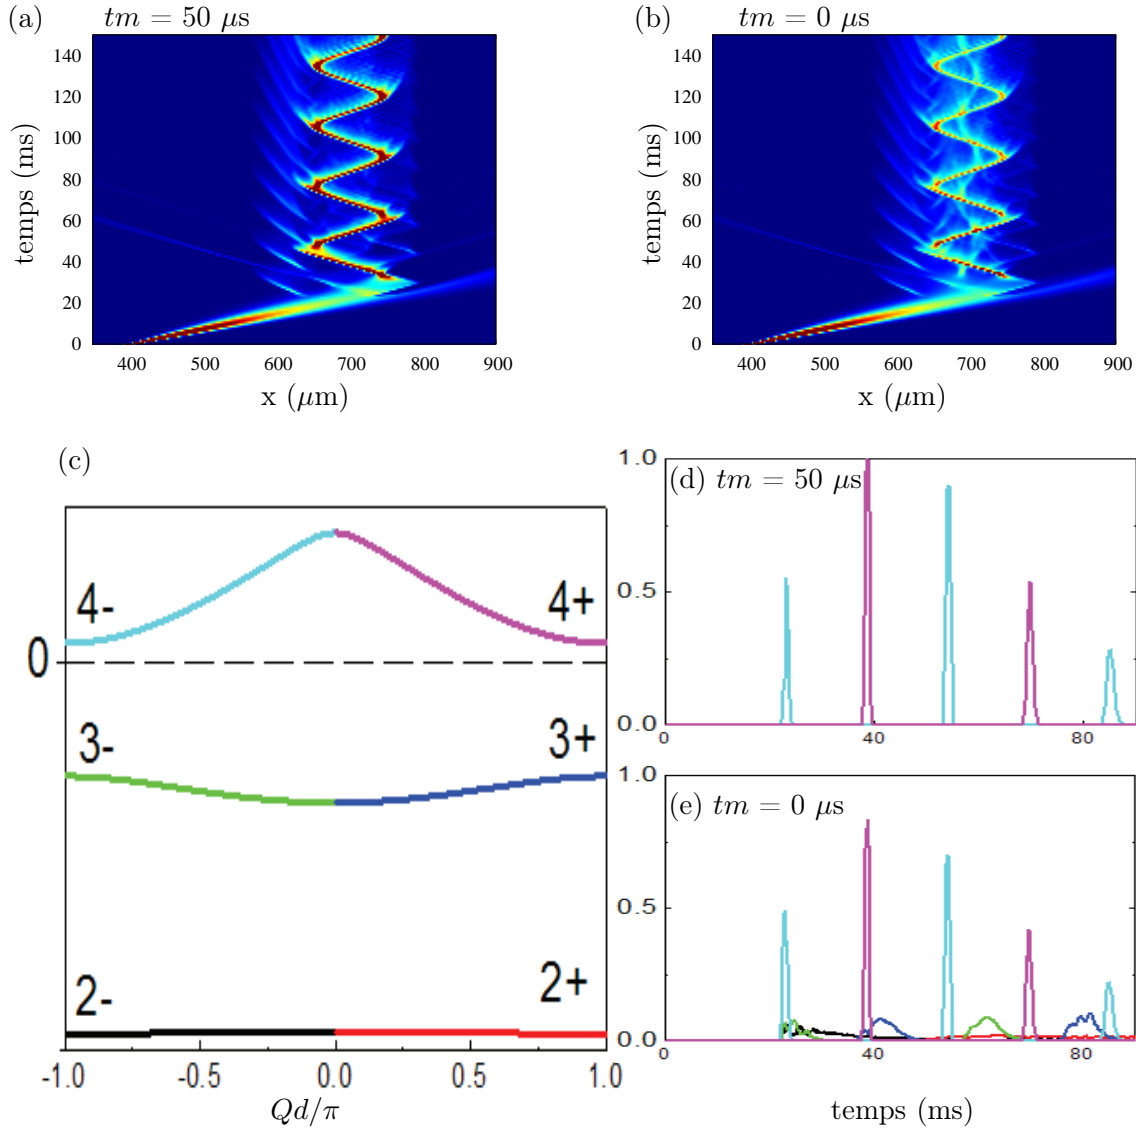 (a) tm = 50 μs
(b) tm = 0 μs
temps (ms)
140
120
100
80
60
40
20
0
400 500 600 700 800 900
x (μm)
temps (ms)
140
120
100
80
60
40
20
0
400 500 600 700 800 900
x (μm)
(c)
4- 4+
0
3- 3+
2- 2+
-1.0 -0.5 0.0 0.5 1.0
Qd/π
(d) tm = 50 μs
1.0
0.5
0.0
0 40 80
(e) tm = 0 μs
1.0
0.5
0.0
0 40 80
temps (ms)